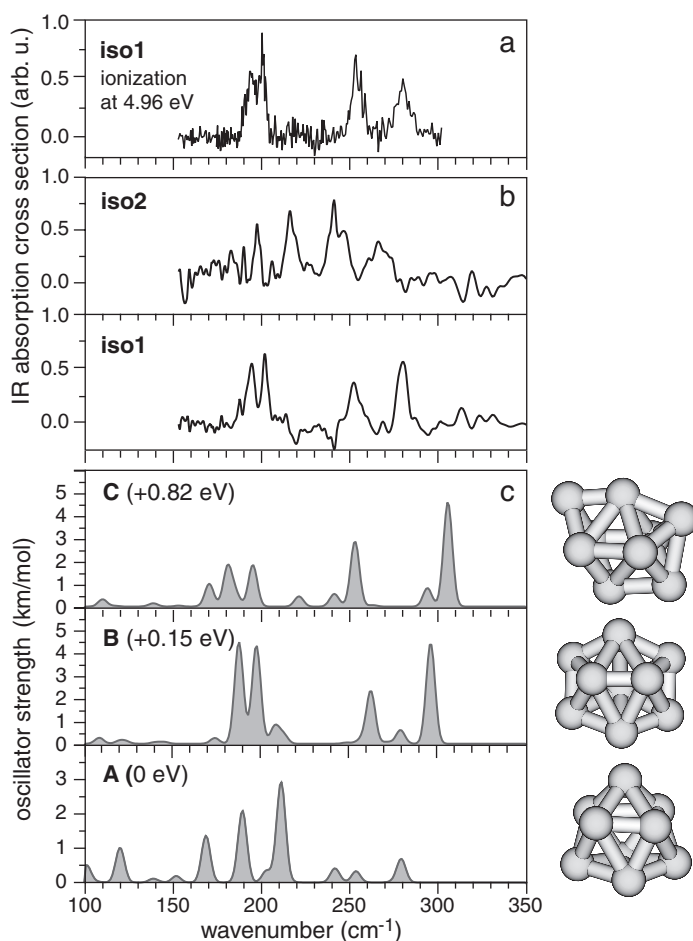 IR absorption cross section (arb. u.)
1.0
0.5
0.0
iso1
ionization
at 4.96 eV
a
1.0
0.5
0.0
iso2
b
1.0
0.5
0.0
iso1
oscillator strength (km/mol)
5
4
3
2
1
0
C (+0.82 eV)
c
5
4
3
2
1
0
B (+0.15 eV)
3
2
1
0
A (0 eV)
100 150 200 250 300 350
wavenumber (cm-1)